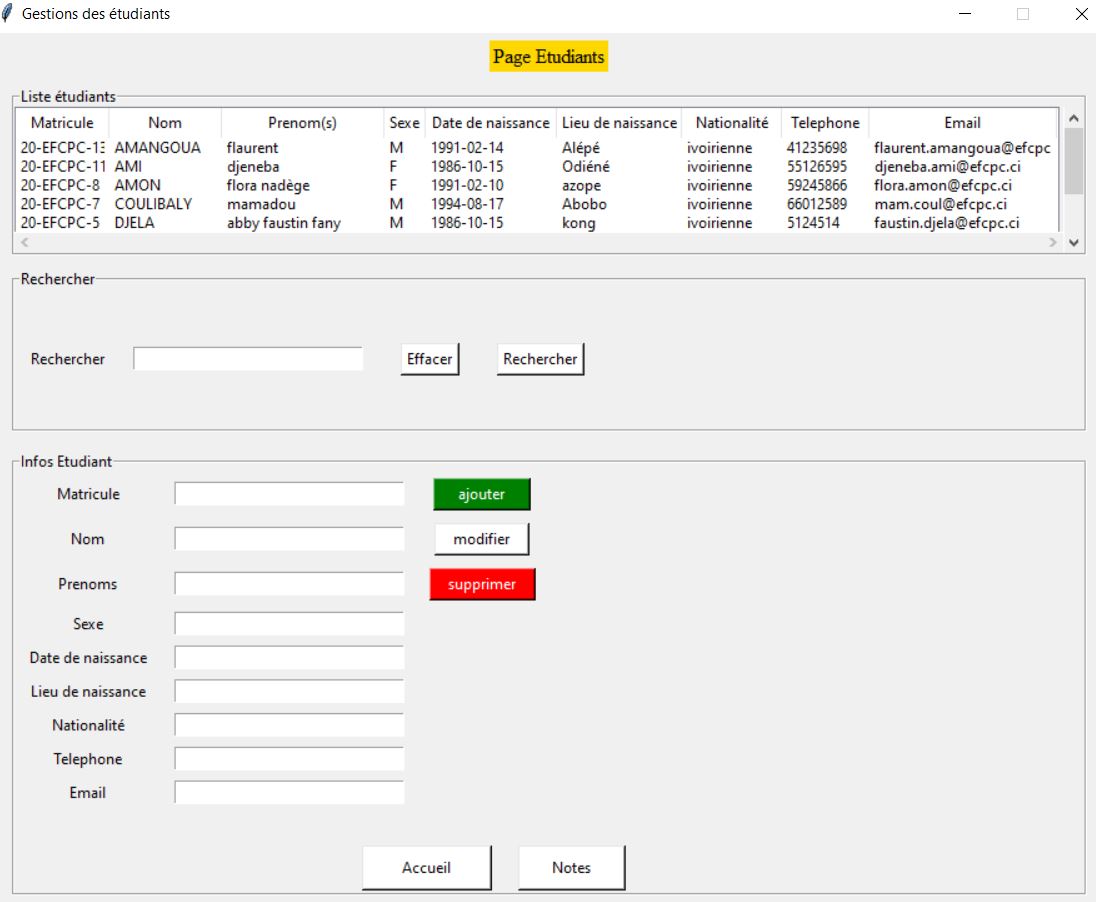 Gestions des étudiants
Page Etudiants
Liste étudiants
Matricule Nom Prenom(s) Sexe Date de naissance Lieu de naissance Nationalité Telephone Email
20-EFCPC-13 AMANGOUA flaurent M 1991-02-14 Alépé ivoirienne 41235698 flaurent.amangoua@efcpc
20-EFCPC-11 AMI djeneba F 1986-10-15 Odiéné ivoirienne 55126595 djeneba.ami@efcpc.ci
20-EFCPC-8 AMON flora nadège F 1991-02-10 azope ivoirienne 59245866 flora.amon@efcpc.ci
20-EFCPC-7 COULIBALY mamadou M 1994-08-17 Abobo ivoirienne 66012589 mam.coul@efcpc.ci
20-EFCPC-5 DJELA abby faustin fany M 1986-10-15 kong ivoirienne 5124514 faustin.djela@efcpc.ci
Rechercher
Rechercher Effacer Rechercher
Infos Etudiant
Matricule ajouter
Nom modifier
Prenoms supprimer
Sexe
Date de naissance
Lieu de naissance
Nationalité
Telephone
Email
Accueil Notes